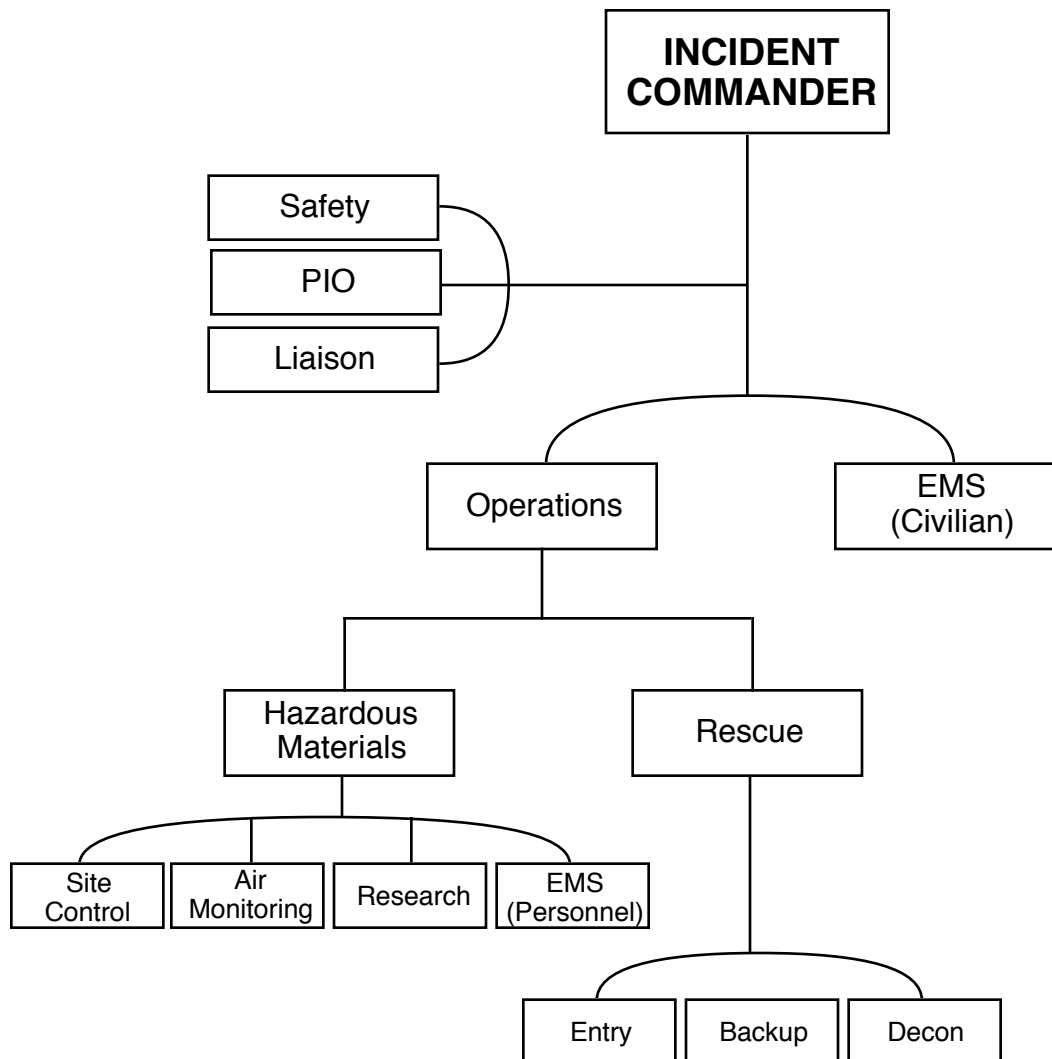 INCIDENT
COMMANDER
Safety
PIO
Liaison
Operations
EMS
(Civilian)
Hazardous
Materials
Rescue
Site
Control
Air
Monitoring
Research
EMS
(Personnel)
Entry
Backup
Decon